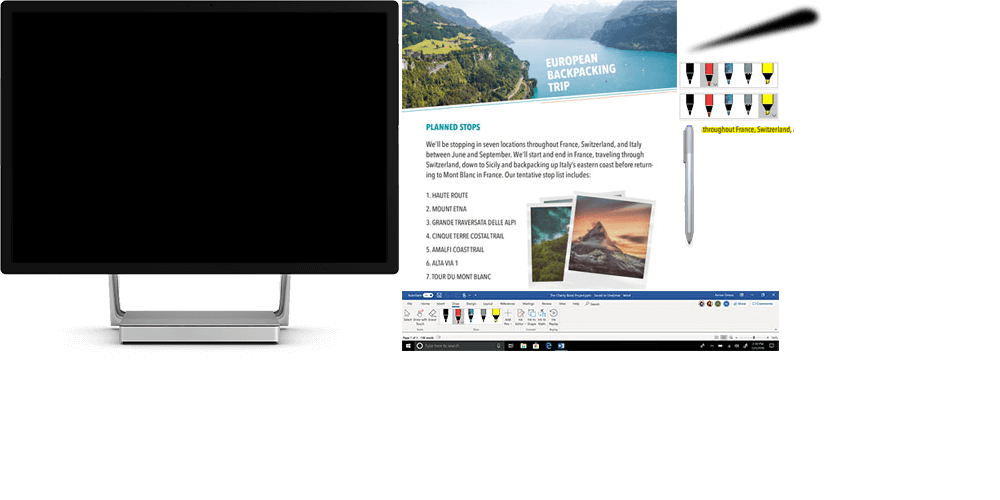 EUROPEAN
BACKPACKING
TRIP
PLANNED STOPS
We'll be stopping in seven locations throughout France, Switzerland, and Italy
between June and September. We'll start and end in France, traveling through
Switzerland, down to Sicily and backpacking up Italy's eastern coast before return-
ing to Mont Blanc in France. Our tentative stop list includes:
1. HAUTE ROUTE
2. MOUNT ETNA
3. GRANDE TRAVERSATA DELLE ALPI
4. CINQUE TERRE COSTAL TRAIL
5. AMALFI COAST TRAIL
6. ALTA VIA 1
7. TOUR DU MONT BLANC
throughout France, Switzerland,
File Home Insert Draw Design Layout References Mailings Review View Help Search Share Comments
Type here to search